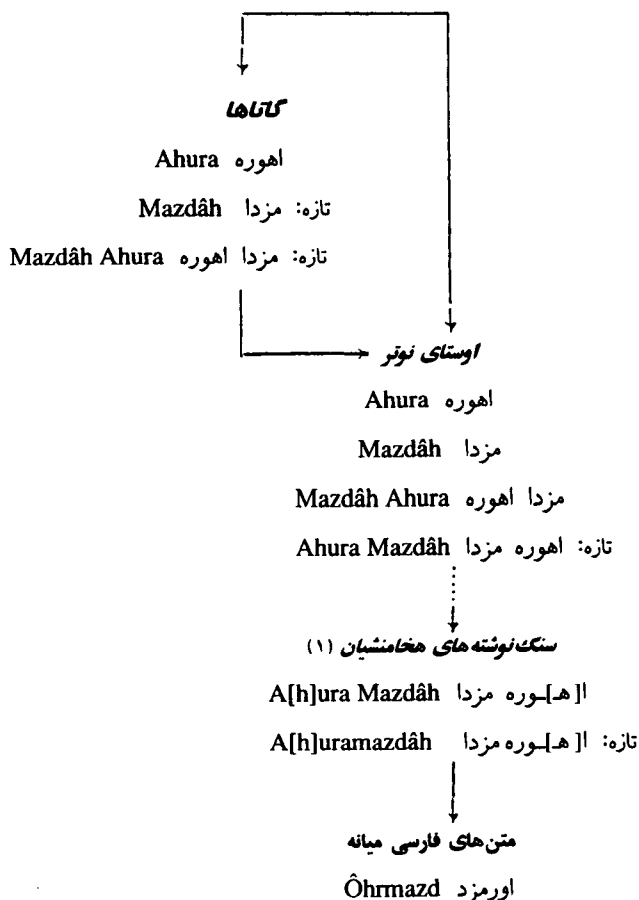 گاتاها
اهوره Ahura
تازه: مزدا Mazdâh
تازه: مزدا اهوره Mazdâh Ahura
اوستای نوتر
اهوره Ahura
مزدا Mazdâh
مزدا اهوره Mazdâh Ahura
تازه: اهوره مزدا Ahura Mazdâh
سنگ‌نوشته‌های هخامنشیان (۱)
ا[هـ]ـوره مزدا A[h]ura Mazdâh
تازه: ا[هـ]ـوره‌مزدا A[h]uramazdâh
متن‌های فارسی میانه
اورمزد Ôhrmazd